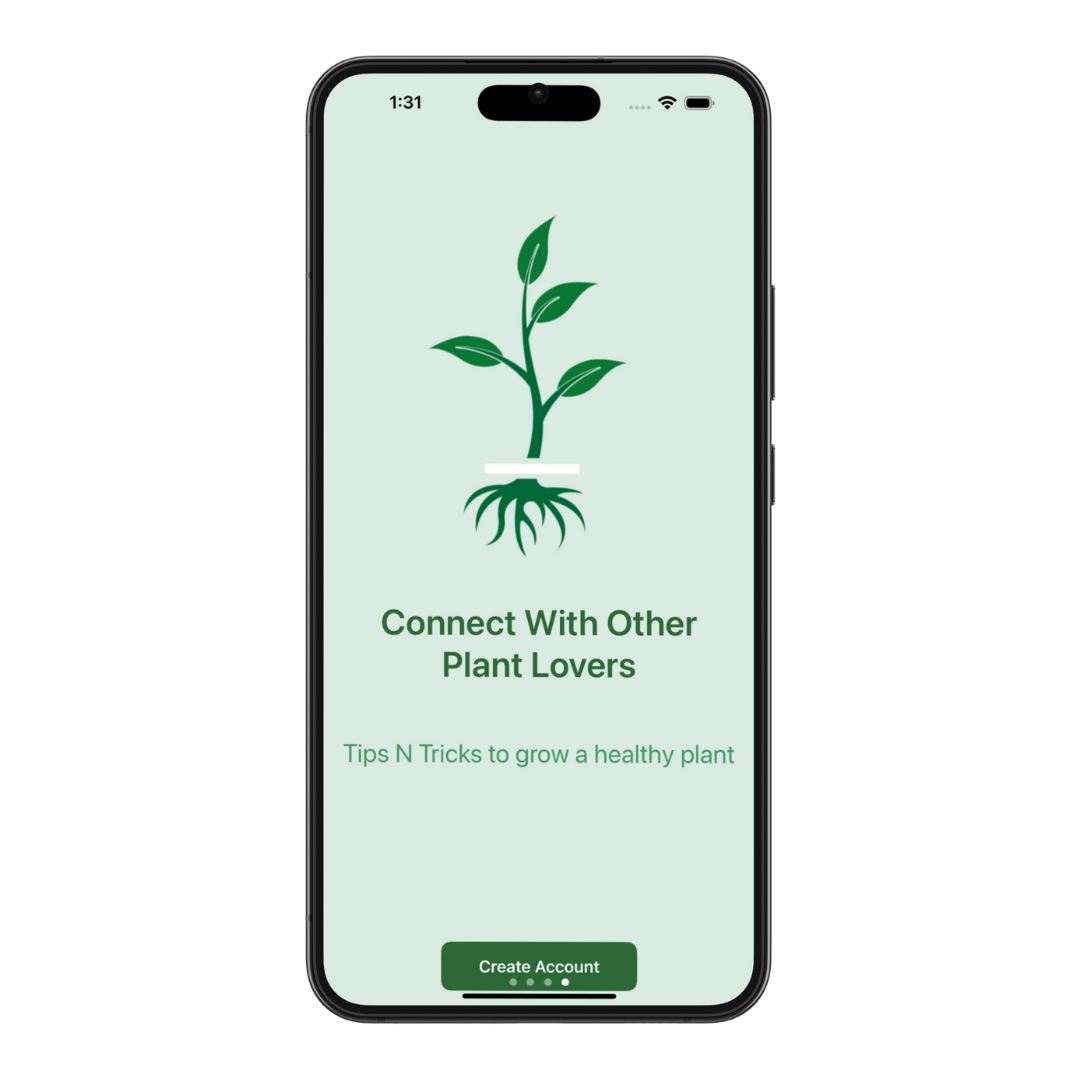 1:31
Connect With Other
Plant Lovers
Tips N Tricks to grow a healthy plant
Create Account